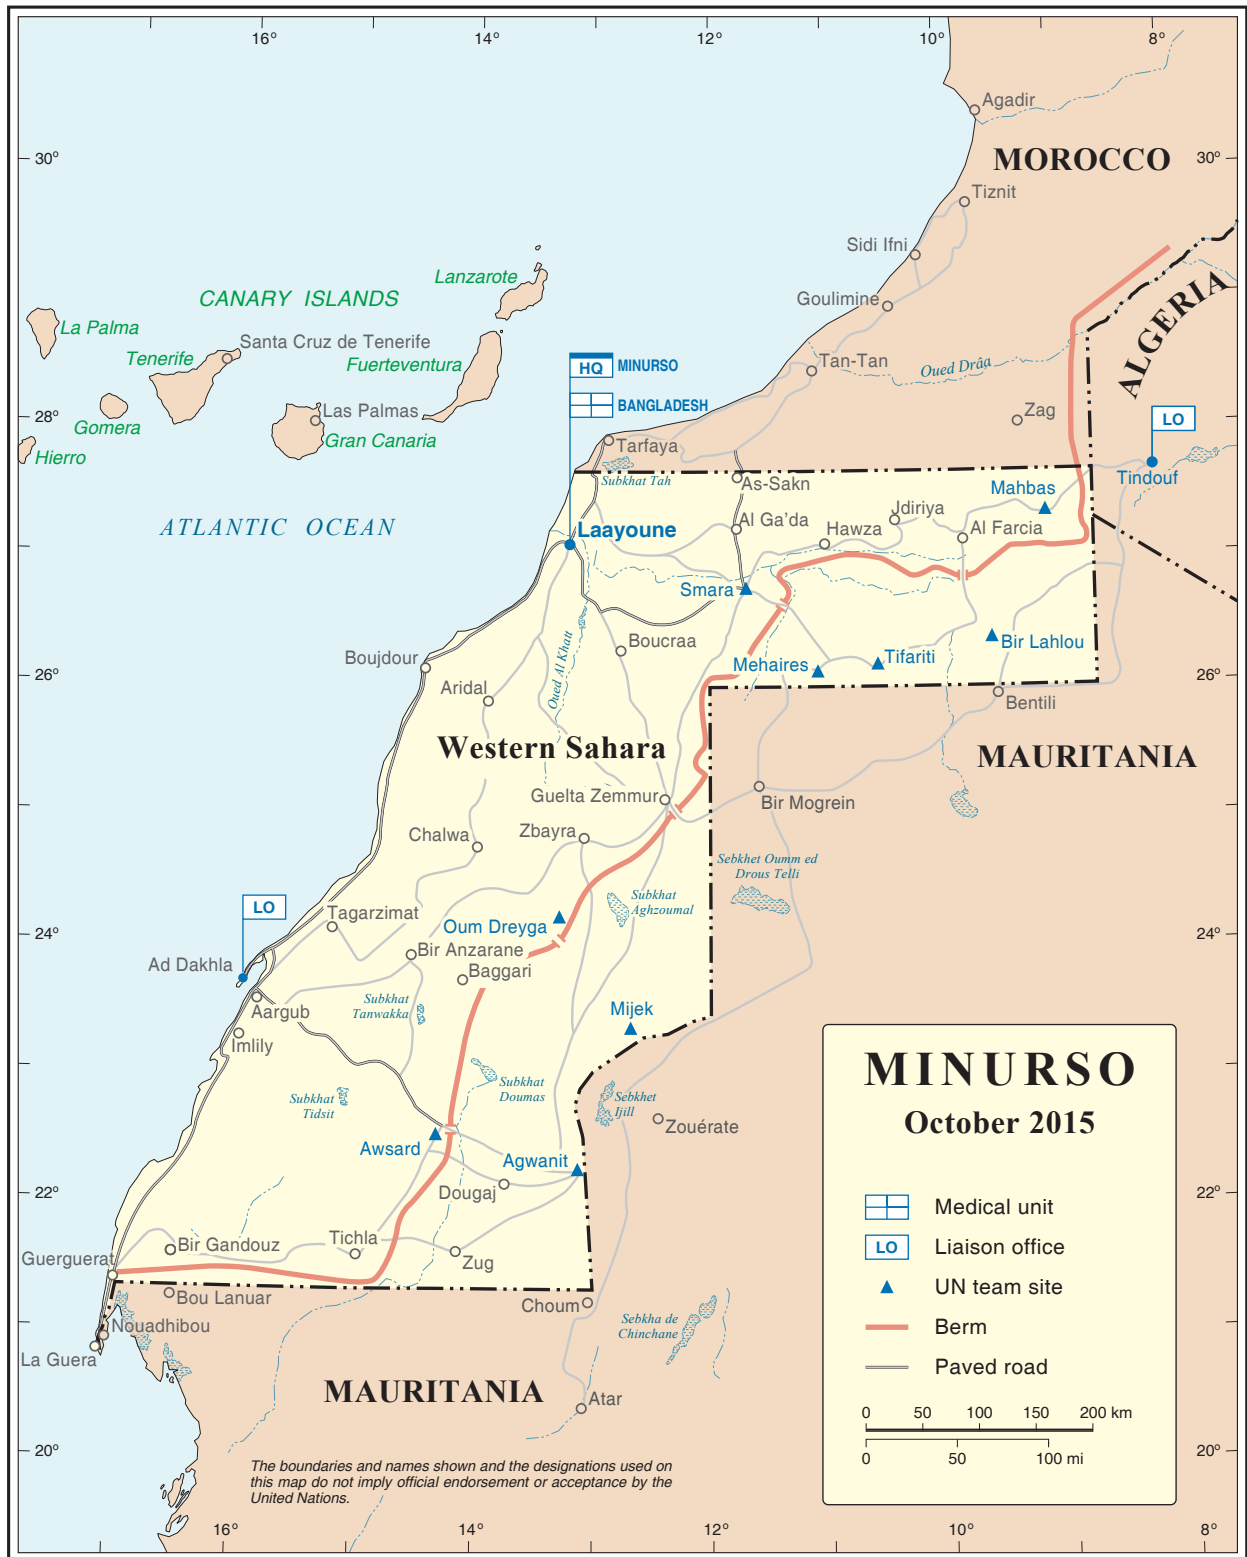 16°
14°
12°
10°
8°
Agadir
30°
MOROCCO
30°
Tiznit
Sidi Ifni
Lanzarote
CANARY ISLANDS
Goulimine
ALGERIA
La Palma
Santa Cruz de Tenerife
Tenerife
Fuerteventura
HQ
MINURSO
Tan-Tan
Oued Drâa
BANGLADESH
28°
Las Palmas
Zag
LO
Gomera
Gran Canaria
Tarfaya
Hierro
Subkhat Tah
As-Sakn
Mahbas
Tindouf
ATLANTIC OCEAN
Laayoune
Al Ga'da
Jdiriya
Hawza
Al Farcia
Smara
Boucraa
Oued Al Khatt
Bir Lahlou
Boujdour
Mehaires
Tifariti
26°
26°
Aridal
Bentili
Western Sahara
MAURITANIA
Guelta Zemmur
Bir Mogrein
Chalwa
Zbayra
Sebkhet Oumm ed
Drous Telli
Subkhat
Aghzoumal
LO
Tagarzimat
Oum Dreyga
24°
24°
Bir Anzarane
Ad Dakhla
Baggari
Subkhat
Tanwakka
Aargub
Mijek
Imlily
Subkhat
Doumas
Subkhat
Tidsit
Sebkhet
Ijill
Zouérate
Awsard
Agwanit
22°
Dougaj
22°
Tichla
Bir Gandouz
Guerguerat
Zug
Bou Lanuar
Choum
Nouadhibou
Sebkha de
Chinchane
La Guera
MAURITANIA
Atar
20°
20°
The boundaries and names shown and the designations used on
this map do not imply official endorsement or acceptance by the
United Nations.
MINURSO
October 2015
Medical unit
LO
Liaison office
UN team site
Berm
Paved road
0 50 100 150 200 km
0 50 100 mi
16°
14°
12°
10°
8°